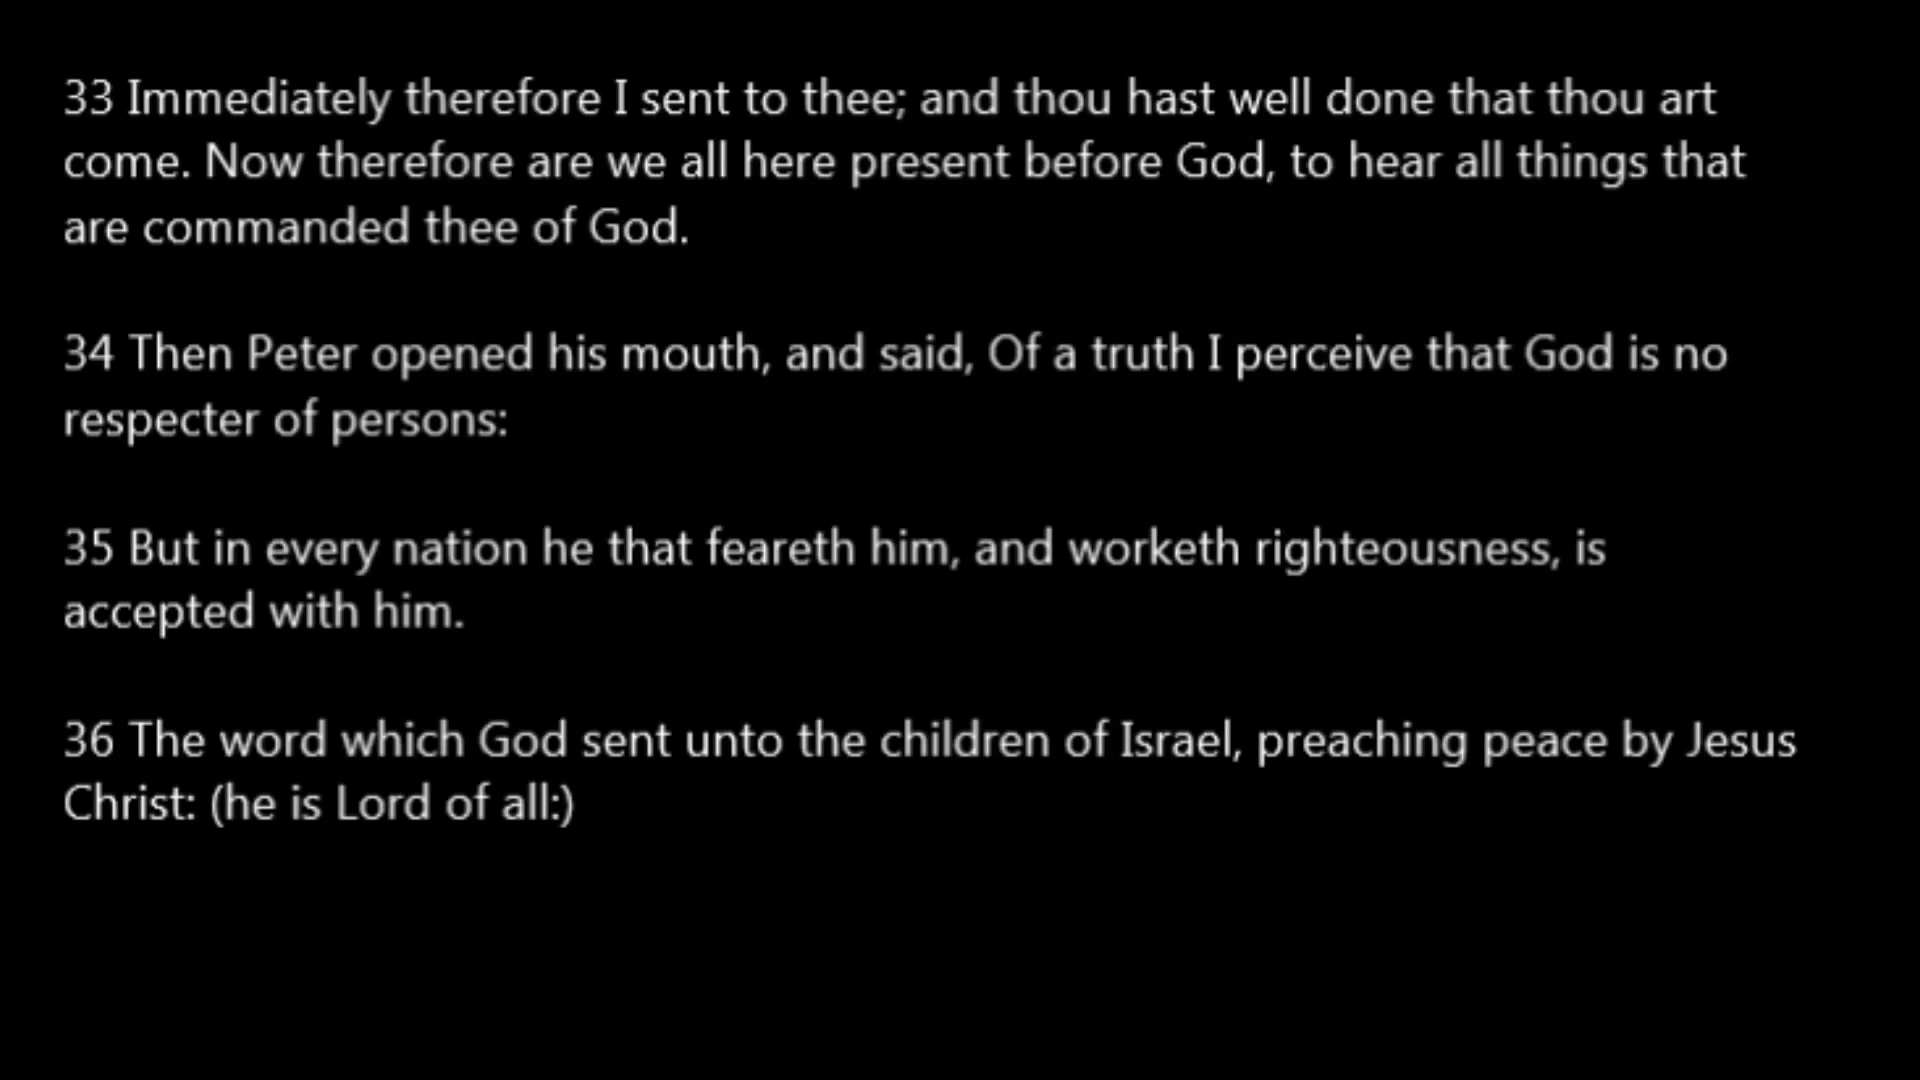 33 Immediately therefore I sent to thee; and thou hast well done that thou art
come. Now therefore are we all here present before God, to hear all things that
are commanded thee of God.
34 Then Peter opened his mouth, and said, Of a truth I perceive that God is no
respecter of persons:
35 But in every nation he that feareth him, and worketh righteousness, is
accepted with him.
36 The word which God sent unto the children of Israel, preaching peace by Jesus
Christ: (he is Lord of all:)